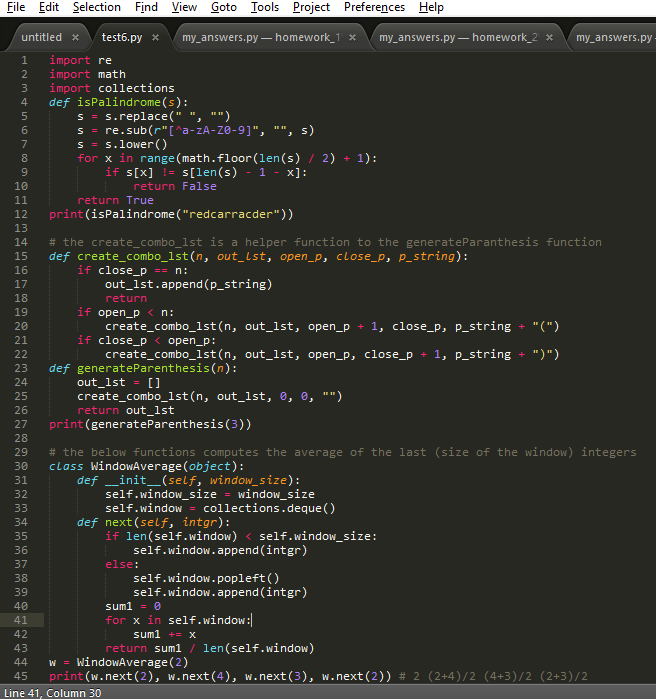 File Edit Selection Find View Goto Tools Project Preferences Help
untitled × test6.py × my_answers.py — homework_1 × my_answers.py — homework_2 × my_answers.py
1 import re
2 import math
3 import collections
4 def isPalindrome(s):
5     s = s.replace(" ", "")
6     s = re.sub(r"[^a-zA-Z0-9]", "", s)
7     s = s.lower()
8     for x in range(math.floor(len(s) / 2) + 1):
9         if s[x] != s[len(s) - 1 - x]:
10             return False
11     return True
12 print(isPalindrome("redcarracder"))
13
14 # the create_combo_lst is a helper function to the generateParanthesis function
15 def create_combo_lst(n, out_lst, open_p, close_p, p_string):
16     if close_p == n:
17         out_lst.append(p_string)
18         return
19     if open_p < n:
20         create_combo_lst(n, out_lst, open_p + 1, close_p, p_string + "(")
21     if close_p < open_p:
22         create_combo_lst(n, out_lst, open_p, close_p + 1, p_string + ")")
23 def generateParenthesis(n):
24     out_lst = []
25     create_combo_lst(n, out_lst, 0, 0, "")
26     return out_lst
27 print(generateParenthesis(3))
28
29 # the below functions computes the average of the last (size of the window) integers
30 class WindowAverage(object):
31     def __init__(self, window_size):
32         self.window_size = window_size
33         self.window = collections.deque()
34     def next(self, intgr):
35         if len(self.window) < self.window_size:
36             self.window.append(intgr)
37         else:
38             self.window.popleft()
39             self.window.append(intgr)
40         sum1 = 0
41         for x in self.window:
42             sum1 += x
43         return sum1 / len(self.window)
44 w = WindowAverage(2)
45 print(w.next(2), w.next(4), w.next(3), w.next(2)) # 2 (2+4)/2 (4+3)/2 (2+3)/2
Line 41, Column 30